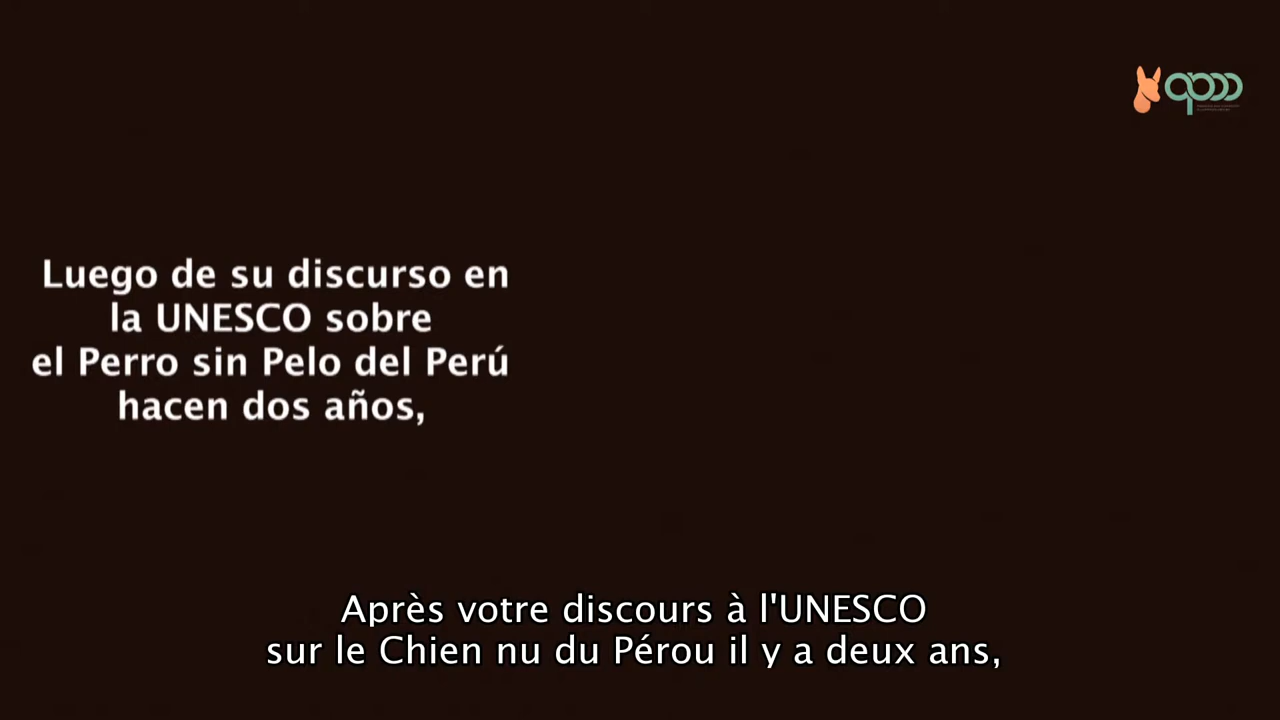 Luego de su discurso en
la UNESCO sobre
el Perro sin Pelo del Perú
hacen dos años,
Après votre discours à l'UNESCO
sur le Chien nu du Pérou il y a deux ans,